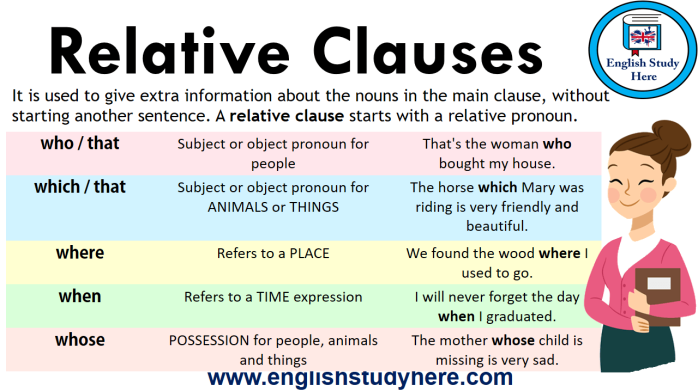 Relative Clauses
English Study
Here
It is used to give extra information about the nouns in the main clause, without
starting another sentence. A relative clause starts with a relative pronoun.
who / that
Subject or object pronoun for
people
That's the woman who
bought my house.
which / that
Subject or object pronoun for
ANIMALS or THINGS
The horse which Mary was
riding is very friendly and
beautiful.
where
Refers to a PLACE
We found the wood where I
used to go.
when
Refers to a TIME expression
I will never forget the day
when I graduated.
whose
POSSESSION for people, animals
and things
The mother whose child is
missing is very sad.
www.englishstudyhere.com